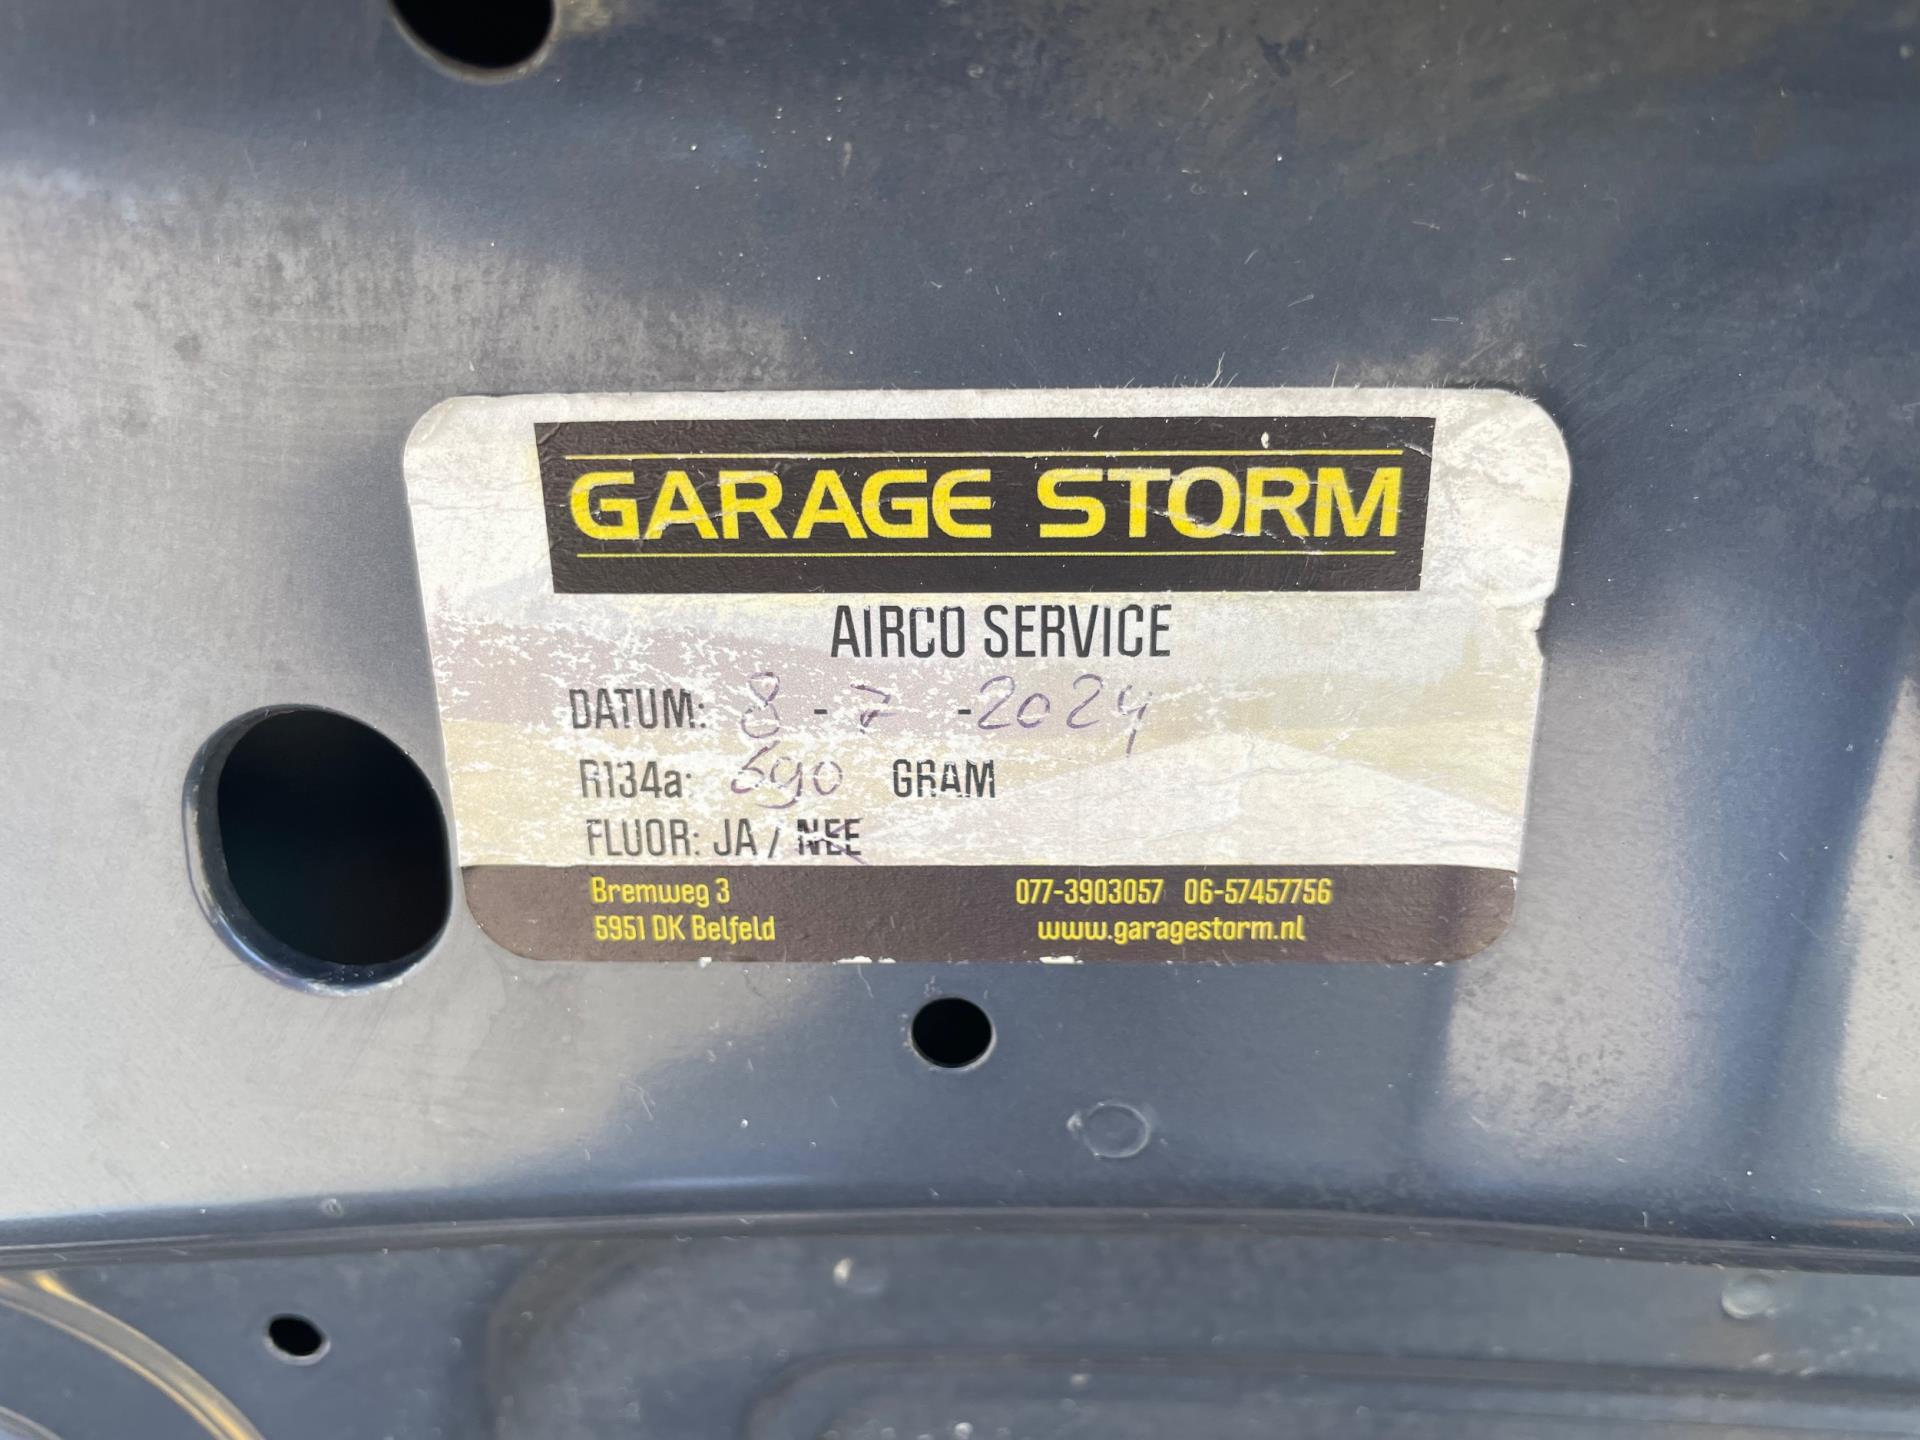 GARAGE STORM
AIRCO SERVICE
DATUM: 8-7-2024
R134a: 690 GRAM
FLUOR: JA / NEE
Bremweg 3
5951 DK Belfeld
077-3903057 06-57457756
www.garagestorm.nl